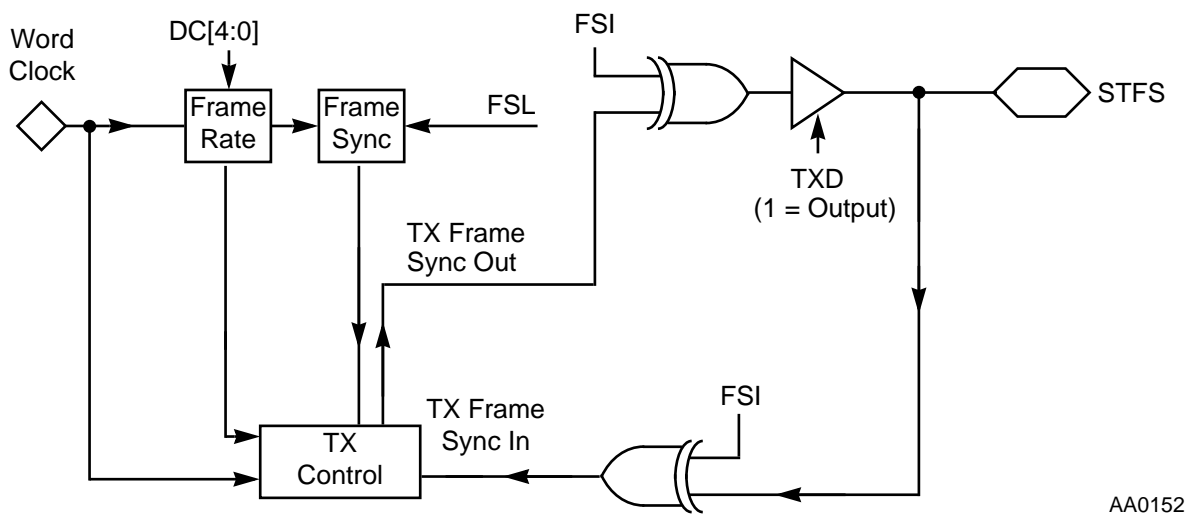 Word
Clock
DC[4:0]
FSI
Frame
Rate
Frame
Sync
FSL
STFS
TXD
(1 = Output)
TX Frame
Sync Out
FSI
TX Frame
Sync In
TX
Control
AA0152